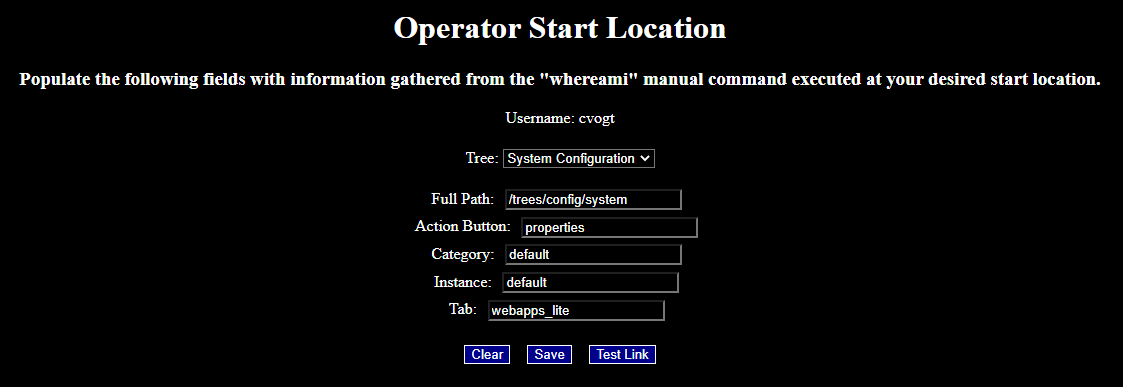 Operator Start Location
Populate the following fields with information gathered from the "whereami" manual command executed at your desired start location.
Username: cvogt
Tree: System Configuration
Full Path: /trees/config/system
Action Button: properties
Category: default
Instance: default
Tab: webapps_lite
Clear Save Test Link